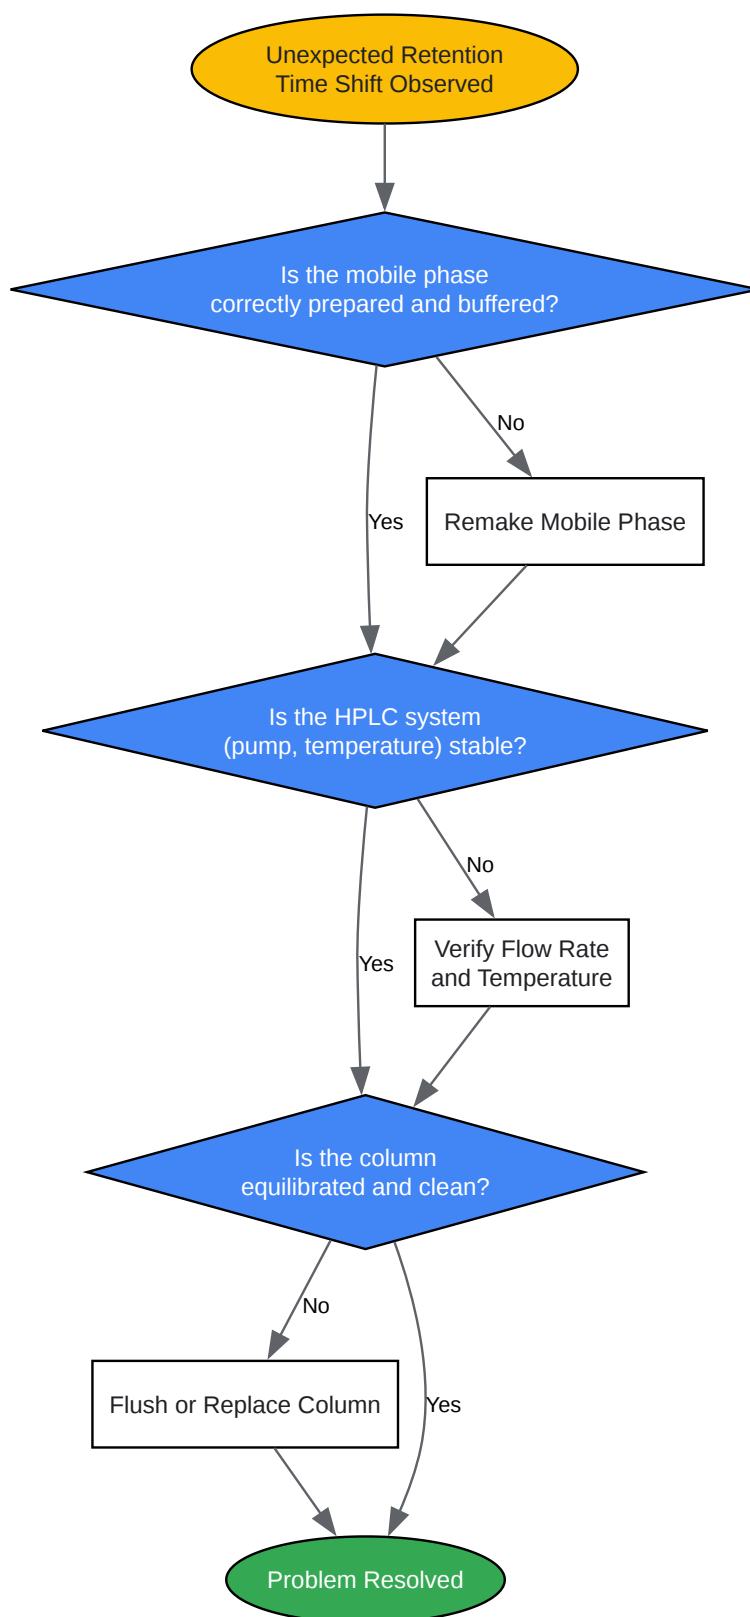 Unexpected Retention
Time Shift Observed
Is the mobile phase
correctly prepared and buffered?
No
Yes
Remake Mobile Phase
Is the HPLC system
(pump, temperature) stable?
No
Yes
Verify Flow Rate
and Temperature
Is the column
equilibrated and clean?
No
Flush or Replace Column
Yes
Problem Resolved